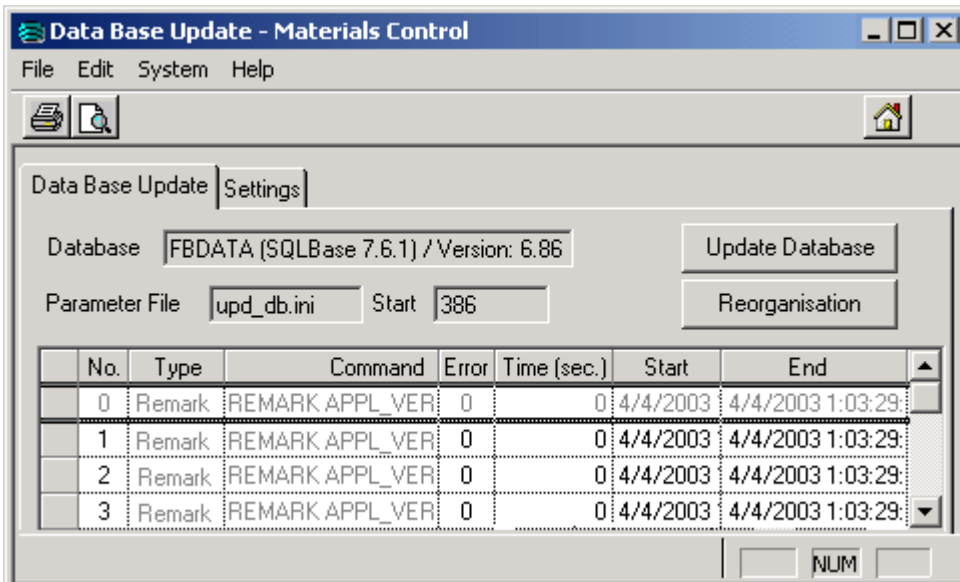 Data Base Update - Materials Control
File Edit System Help
Data Base Update Settings
Database FBDATA (SQLBase 7.6.1) / Version: 6.86 Update Database
Parameter File upd_db.ini Start 386 Reorganisation
No. Type Command Error Time (sec.) Start End
0 Remark REMARK APPL_VER 0 0 4/4/2003 4/4/2003 1:03:29:
1 Remark REMARK APPL_VER 0 0 4/4/2003 4/4/2003 1:03:29:
2 Remark REMARK APPL_VER 0 0 4/4/2003 4/4/2003 1:03:29:
3 Remark REMARK APPL_VER 0 0 4/4/2003 4/4/2003 1:03:29:
NUM